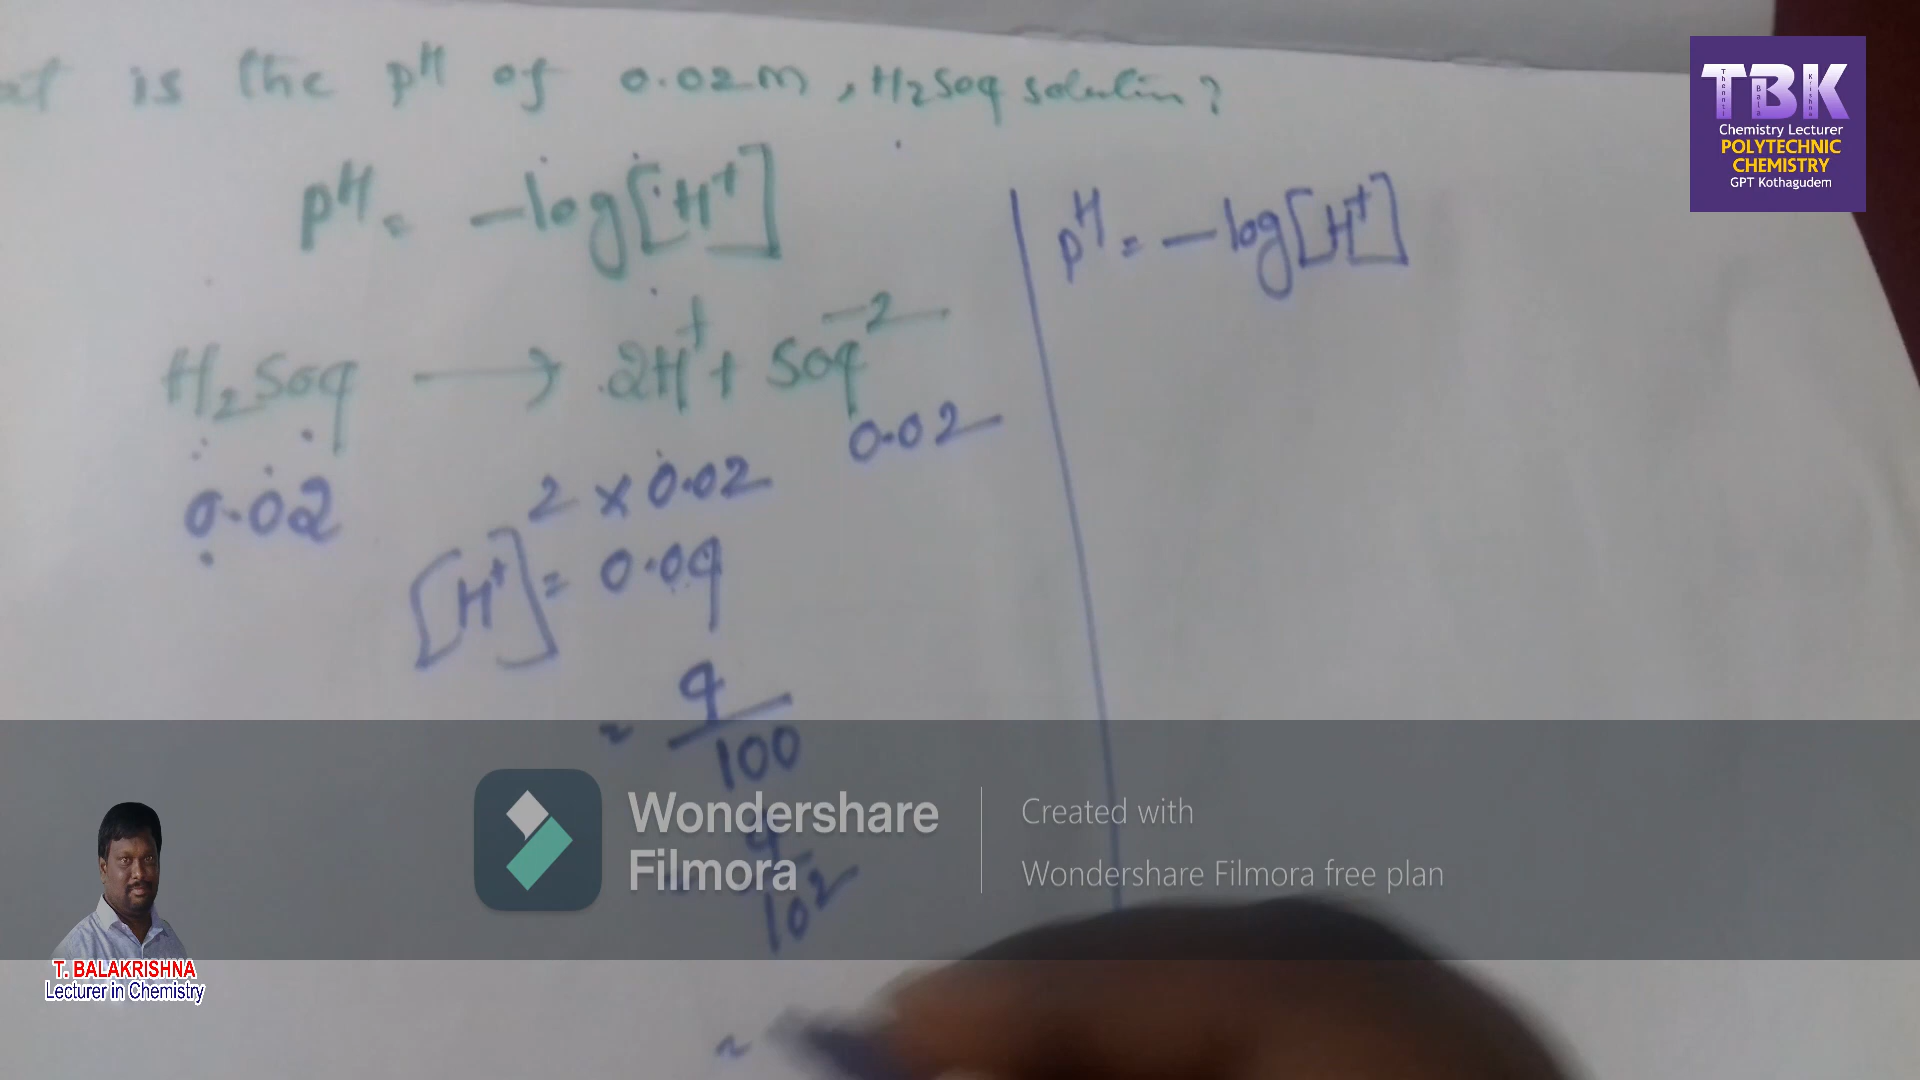 is the pH of 0.02m, H2SO4 solution?
pH = -log[H+]
H2SO4 → 2H+ + SO4-2
0.02 2 x 0.02 0.02
[H+] = 0.04
= 4/100
= 4/10²
=
pH = -log[H+]
TBK
Chemistry Lecturer
POLYTECHNIC
CHEMISTRY
GPT Kothagudem
Wondershare
Filmora
Created with
Wondershare Filmora free plan
T. BALAKRISHNA
Lecturer in Chemistry